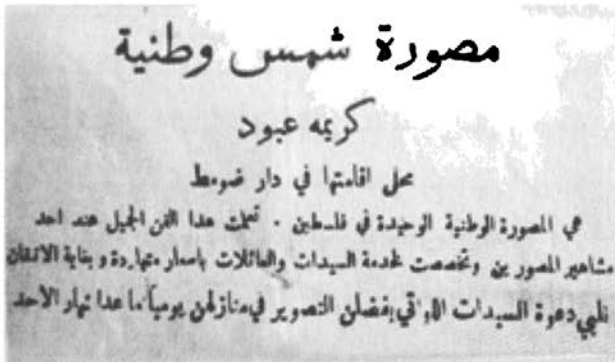 مصورة شمس وطنية
كريمه عبود
محل اقامتها في دار ضومط
هي المصورة الوطنية الوحيدة في فلسطين . تعلمت هذا الفن الجميل عند احد
مشاهير المصورين وتخصصت لخدمة السيدات والعائلات باسعار متهاودة وبغاية الاتقان
تلبي دعوة السيدات اللواتي يفضلن التصوير في منازلهن يومياً ما عدا نهار الاحد